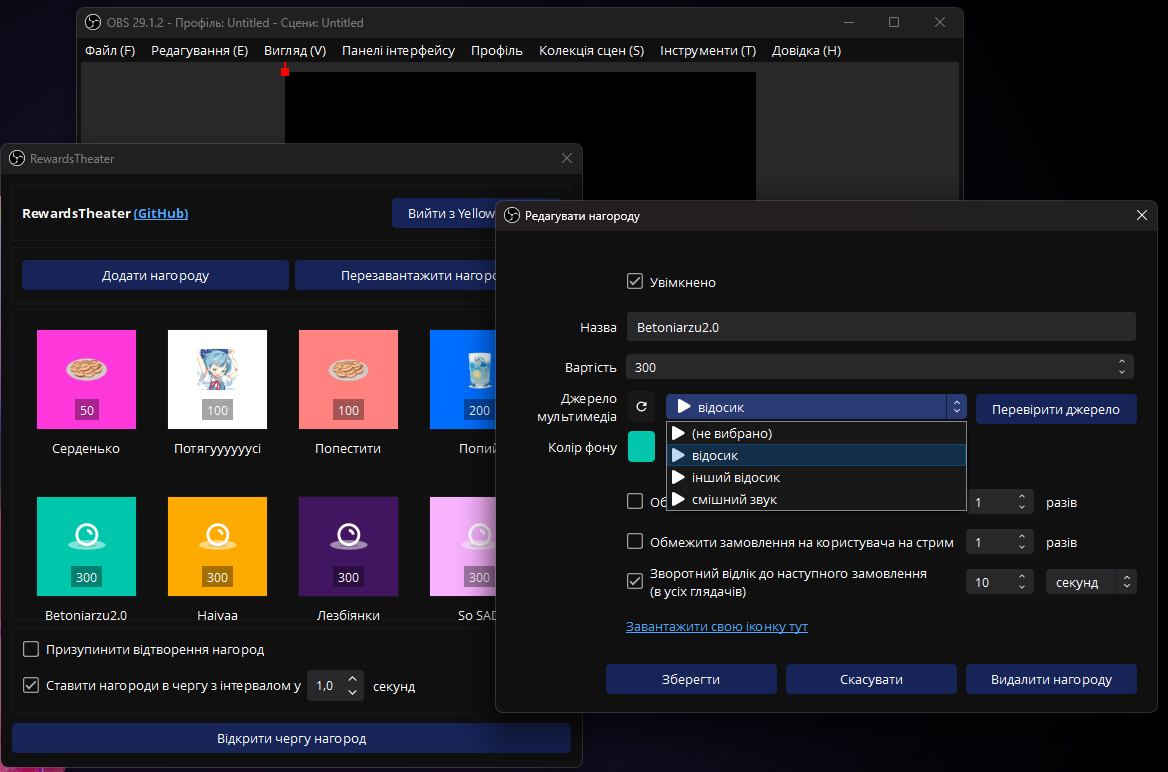 OBS 29.1.2 - Профіль: Untitled - Сцени: Untitled
Файл (F) Редагування (E) Вигляд (V) Панелі інтерфейсу Профіль Колекція сцен (S) Інструменти (T) Довідка (H)
RewardsTheater
RewardsTheater (GitHub)
Вийти з Yellow
Додати нагороду
Перезавантажити нагоро
50
100
100
200
Серденько
Потягуууууусі
Попестити
Попий
300
300
300
300
Betoniarzu2.0
Haivaa
Лезбіянки
So SAD
Призупинити відтворення нагород
Ставити нагороди в чергу з інтервалом у 1,0 секунд
Відкрити чергу нагород
Редагувати нагороду
Увімкнено
Назва Betoniarzu2.0
Вартість 300
Джерело
мультимедіа
відосик
Перевірити джерело
(не вибрано)
відосик
інший відосик
смішний звук
Колір фону
Об 1 разів
Обмежити замовлення на користувача на стрим 1 разів
Зворотний відлік до наступного замовлення
(в усіх глядачів)
10 секунд
Завантажити свою іконку тут
Зберегти
Скасувати
Видалити нагороду